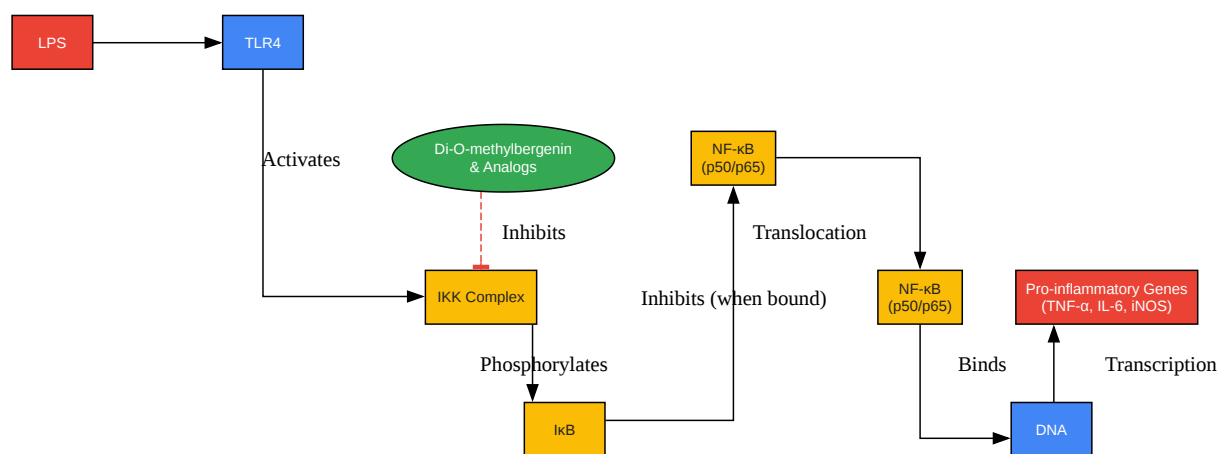 LPS
TLR4
Activates
Di-O-methylbergenin
& Analogs
Inhibits
IKK Complex
Phosphorylates
IκB
NF-κB
(p50/p65)
Translocation
Inhibits (when bound)
NF-κB
(p50/p65)
Binds
DNA
Transcription
Pro-inflammatory Genes
(TNF-α, IL-6, iNOS)